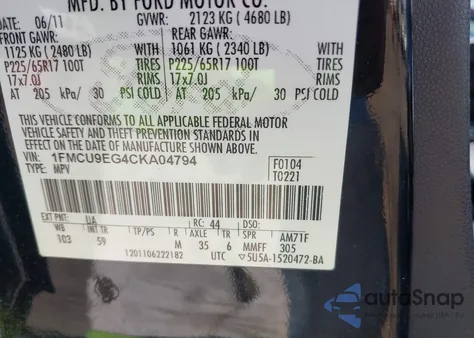 MFD. BY FORD MOTOR CO.
DATE: 06/11 GVWR: 2123 KG (4680 LB)
FRONT GAWR: REAR GAWR:
1125 KG (2480 LB) WITH 1061 KG (2340 LB)
P225/65R17 100T TIRES P225/65R17 100T
17x7.0J RIMS 17x7.0J
AT 205 kPa/ 30 PSI COLD AT 205 kPa/ 30 PSI COLD
THIS VEHICLE CONFORMS TO ALL APPLICABLE FEDERAL MOTOR
VEHICLE SAFETY AND THEFT PREVENTION STANDARDS IN
EFFECT ON THE DATE OF MANUFACTURE SHOWN ABOVE.
1FMCU9EG4CKA04794 F0104
TYPE: MPV T0221
EXT PNT: UA RC: 44 DSO:
WB INT TR TP/PS R AXLE TR SPR AM71F
103 59 M 35 6 MMFF 305
1201106222182 UTC 5U5A-1520472-BA
autoSnap